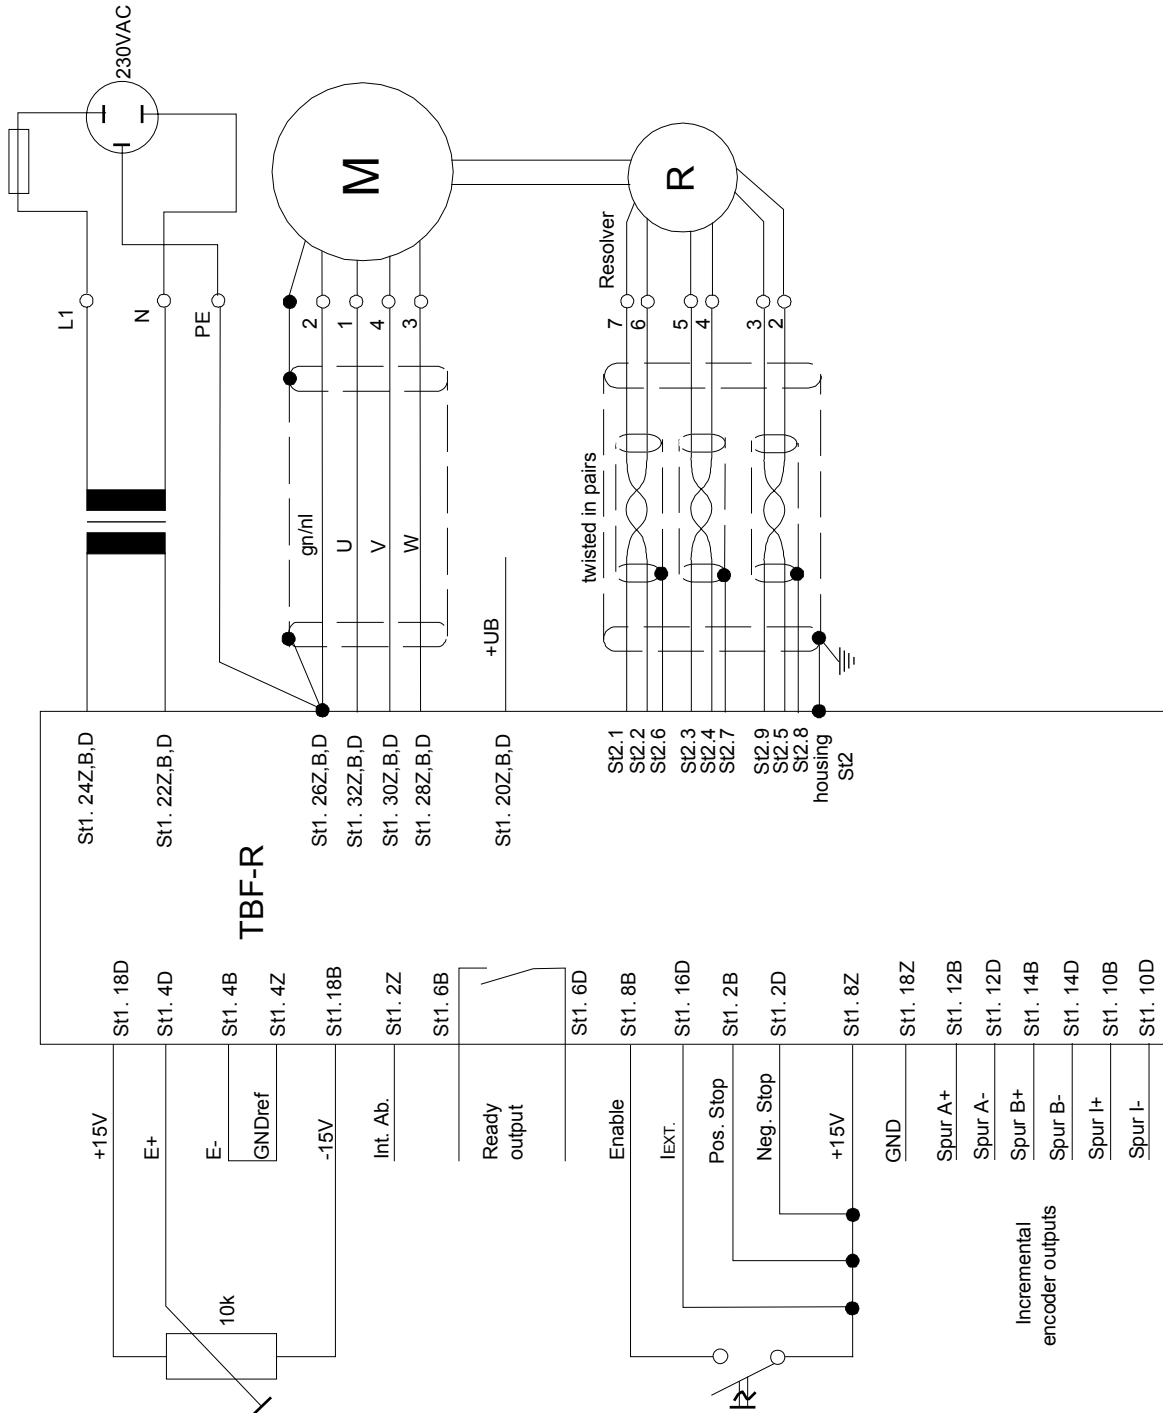 230VAC
L1
N
PE
M
R
Resolver
2
1
4
3
7
6
5
4
3
2
gn/nl
U
V
W
+UB
twisted in pairs
St1. 24Z,B,D
St1. 22Z,B,D
St1. 26Z,B,D
St1. 32Z,B,D
St1. 30Z,B,D
St1. 28Z,B,D
St1. 20Z,B,D
St2.1
St2.2
St2.6
St2.3
St2.4
St2.7
St2.9
St2.5
St2.8
housing
St2
TBF-R
St1. 18D
St1. 4D
St1. 4B
St1. 4Z
St1.18B
St1. 2Z
St1. 6B
St1. 6D
St1. 8B
St1. 16D
St1. 2B
St1. 2D
St1. 8Z
St1. 18Z
St1. 12B
St1. 12D
St1. 14B
St1. 14D
St1. 10B
St1. 10D
+15V
E+
E-
GNDref
-15V
Int. Ab.
Ready
output
Enable
IEXT.
Pos. Stop
Neg. Stop
+15V
GND
Spur A+
Spur A-
Spur B+
Spur B-
Spur I+
Spur I-
10k
Incremental
encoder outputs